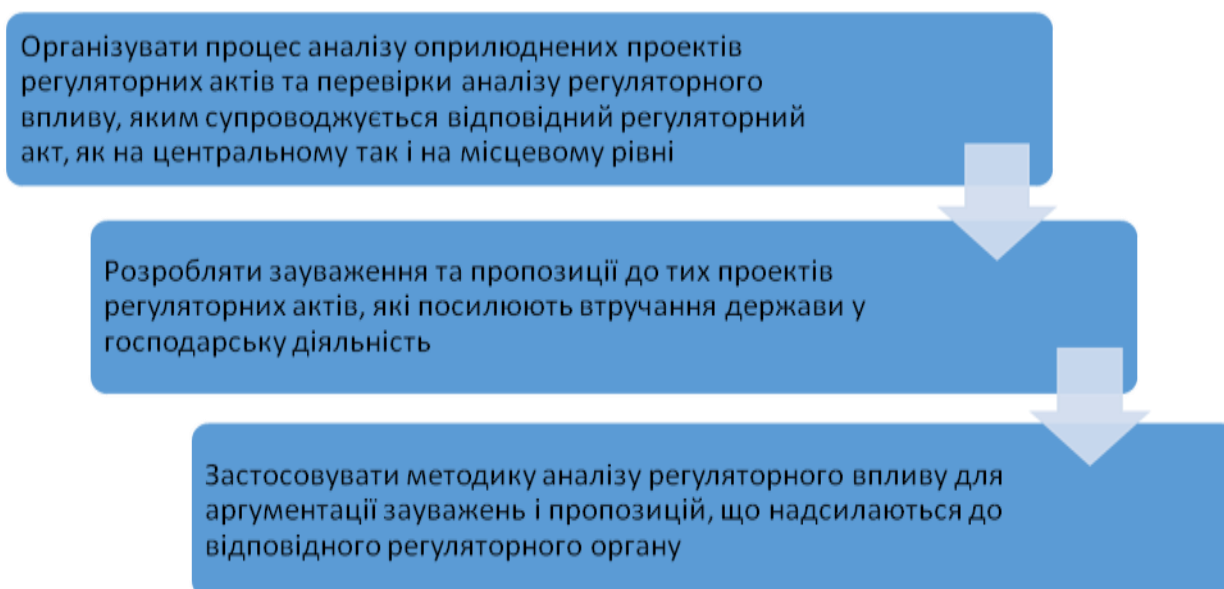 Організувати процес аналізу оприлюднених проектів
регуляторних актів та перевірки аналізу регуляторного
впливу, яким супроводжується відповідний регуляторний
акт, як на центральному так і на місцевому рівні
Розробляти зауваження та пропозиції до тих проектів
регуляторних актів, які посилюють втручання держави у
господарську діяльність
Застосовувати методику аналізу регуляторного впливу для
аргументації зауважень і пропозицій, що надсилаються до
відповідного регуляторного органу